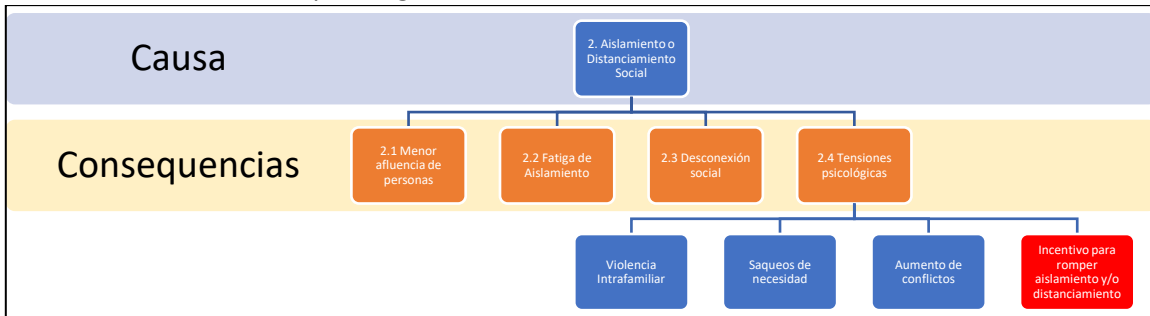 Causa
2. Aislamiento o
Distanciamiento
Social
Consequencias
2.1 Menor
afluencia de
personas
2.2 Fatiga de
Aislamiento
2.3 Desconexión
social
2.4 Tensiones
psicológicas
Violencia
Intrafamiliar
Saqueos de
necesidad
Aumento de
conflictos
Incentivo para
romper
aislamiento y/o
distanciamiento